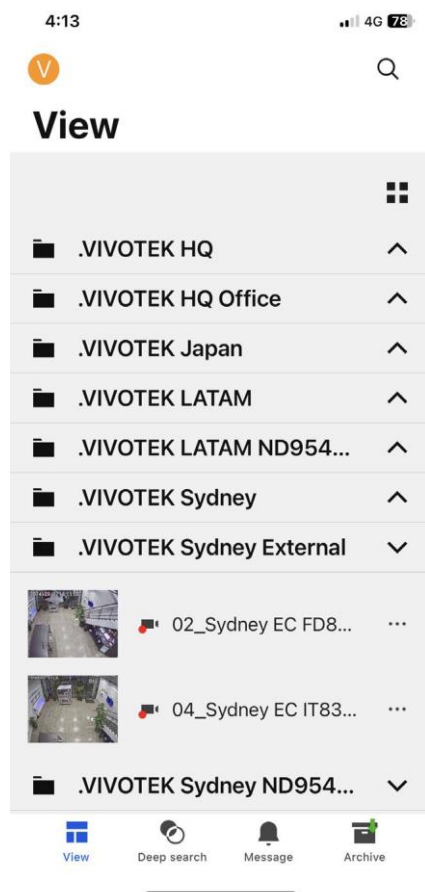 4:13
4G 78
V
View
.VIVOTEK HQ
.VIVOTEK HQ Office
.VIVOTEK Japan
.VIVOTEK LATAM
.VIVOTEK LATAM ND954...
.VIVOTEK Sydney
.VIVOTEK Sydney External
02_Sydney EC FD8...
04_Sydney EC IT83...
.VIVOTEK Sydney ND954...
View Deep search Message Archive